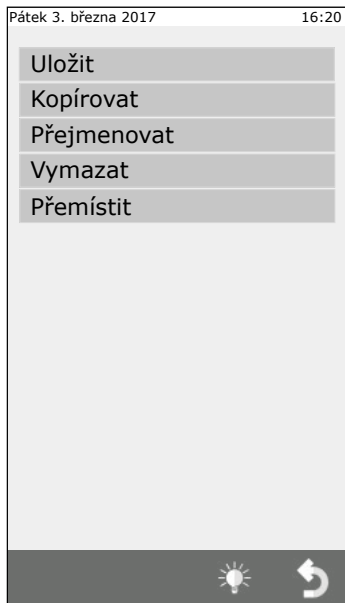 Pátek 3. března 2017 16:20
Uložit
Kopírovat
Přejmenovat
Vymazat
Přemístit